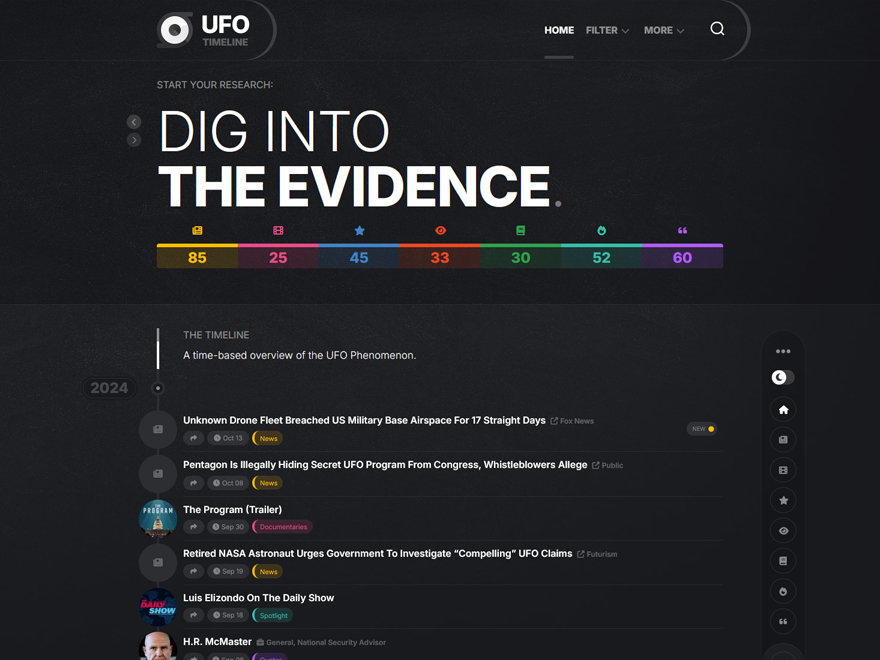 UFO
TIMELINE
HOME FILTER MORE
START YOUR RESEARCH:
DIG INTO
THE EVIDENCE.
85 25 45 33 30 52 60
THE TIMELINE
A time-based overview of the UFO Phenomenon.
2024
Unknown Drone Fleet Breached US Military Base Airspace For 17 Straight Days Fox News
Oct 13 News
NEW
Pentagon Is Illegally Hiding Secret UFO Program From Congress, Whistleblowers Allege Public
Oct 08 News
THE PROGRAM
The Program (Trailer)
Sep 30 Documentaries
Retired NASA Astronaut Urges Government To Investigate “Compelling” UFO Claims Futurism
Sep 19 News
THE DAILY SHOW
Luis Elizondo On The Daily Show
Sep 18 Spotlight
H.R. McMaster General, National Security Advisor